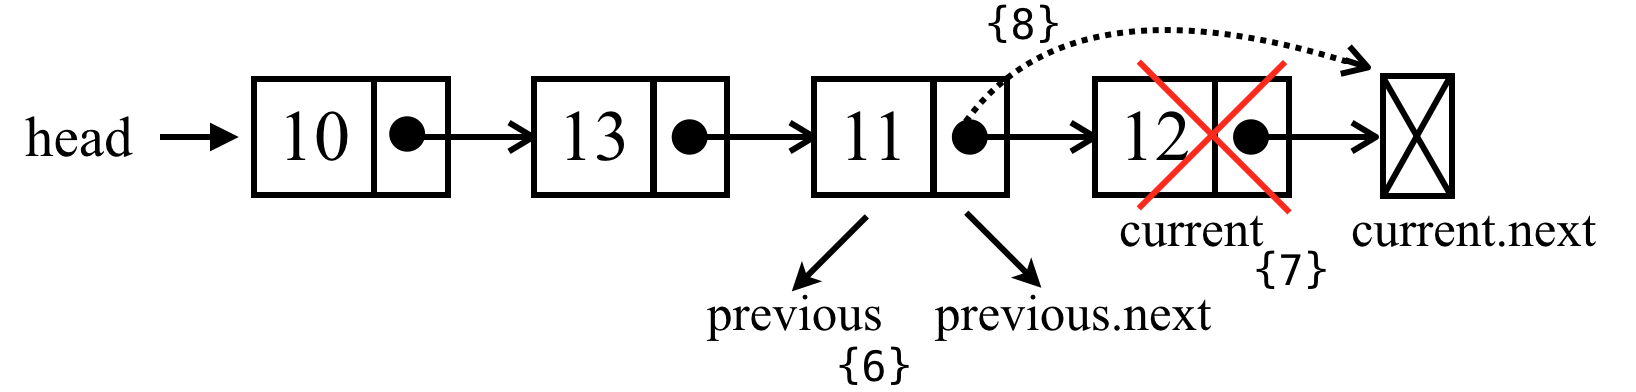 {8}
head 10 13 11 12
current current.next
{7}
previous previous.next
{6}